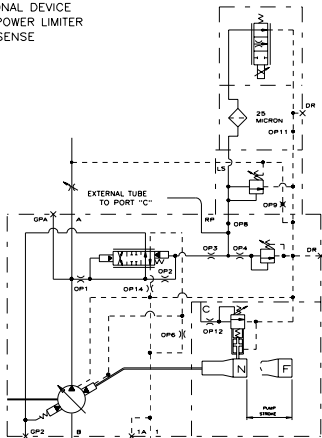 ONAL DEVICE
POWER LIMITER
SENSE
25
MICRON
DR
OP11
LS
EXTERNAL TUBE
TO PORT "C"
OP9
GPA
A
RP
OP8
OP3
OP4
DR
OP1
OP2
OP14
C
OP12
OP6
N
F
PUMP
STROKE
GP2
B
1A
1